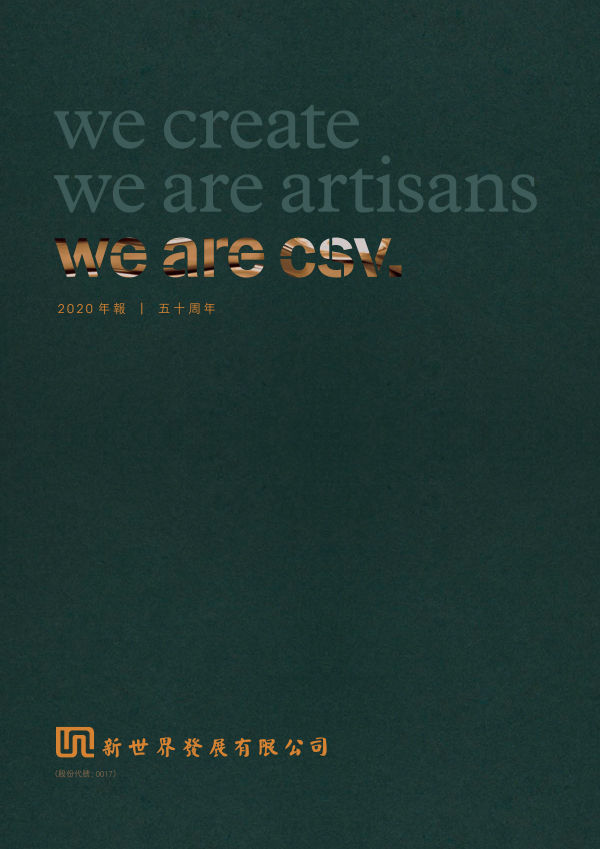 we create
we are artisans
we are csv.
2020 年報 | 五十周年
新世界發展有限公司
(股份代號:0017)